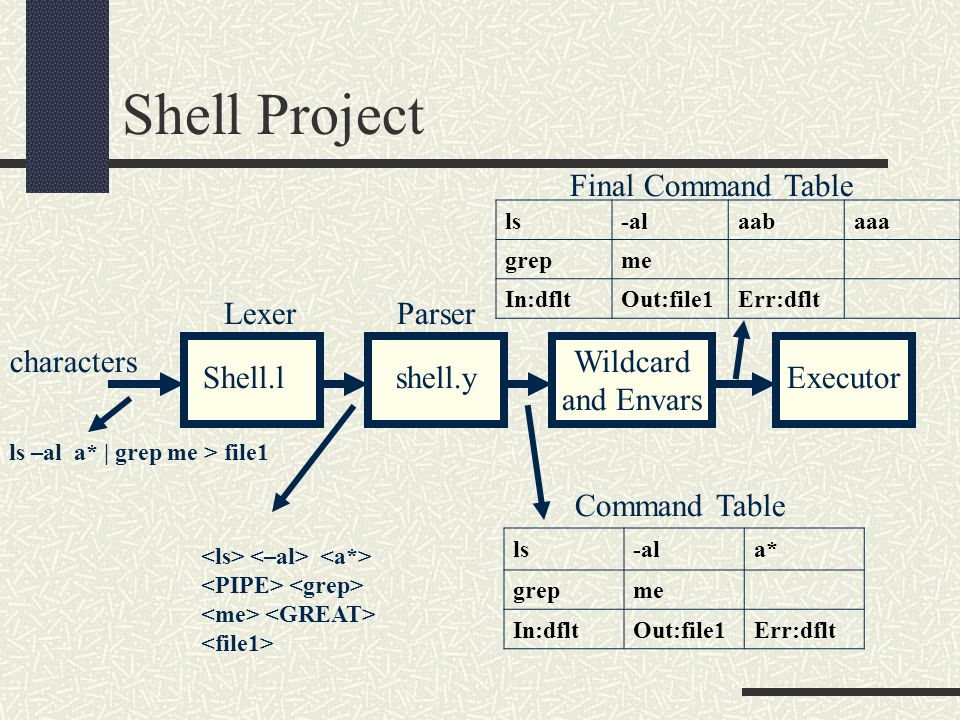 Shell Project
Final Command Table
ls -al aab aaa
grep me
In:dflt Out:file1 Err:dflt
Lexer Parser
characters
Shell.l shell.y Wildcard and Envars Executor
ls –al a* | grep me > file1
Command Table
<ls> <–al> <a*>
<PIPE> <grep>
<me> <GREAT>
<file1>
ls -al a*
grep me
In:dflt Out:file1 Err:dflt